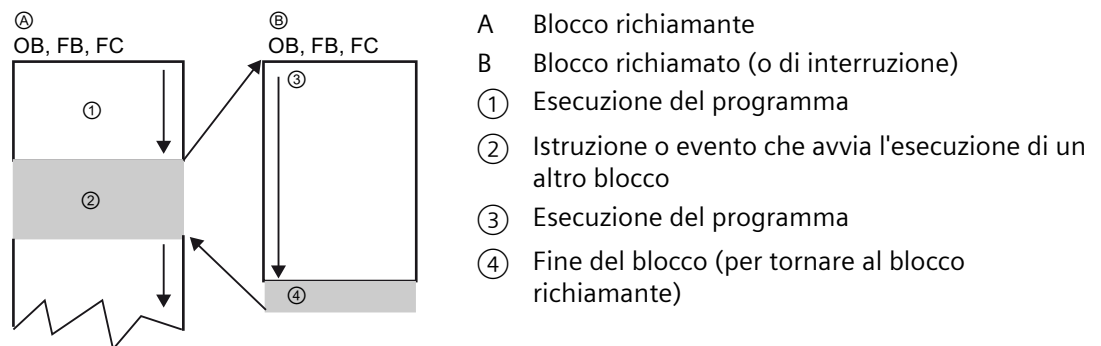 Ⓐ
OB, FB, FC
①
②
Ⓑ
OB, FB, FC
③
④
A Blocco richiamante
B Blocco richiamato (o di interruzione)
① Esecuzione del programma
② Istruzione o evento che avvia l'esecuzione di un
altro blocco
③ Esecuzione del programma
④ Fine del blocco (per tornare al blocco
richiamante)